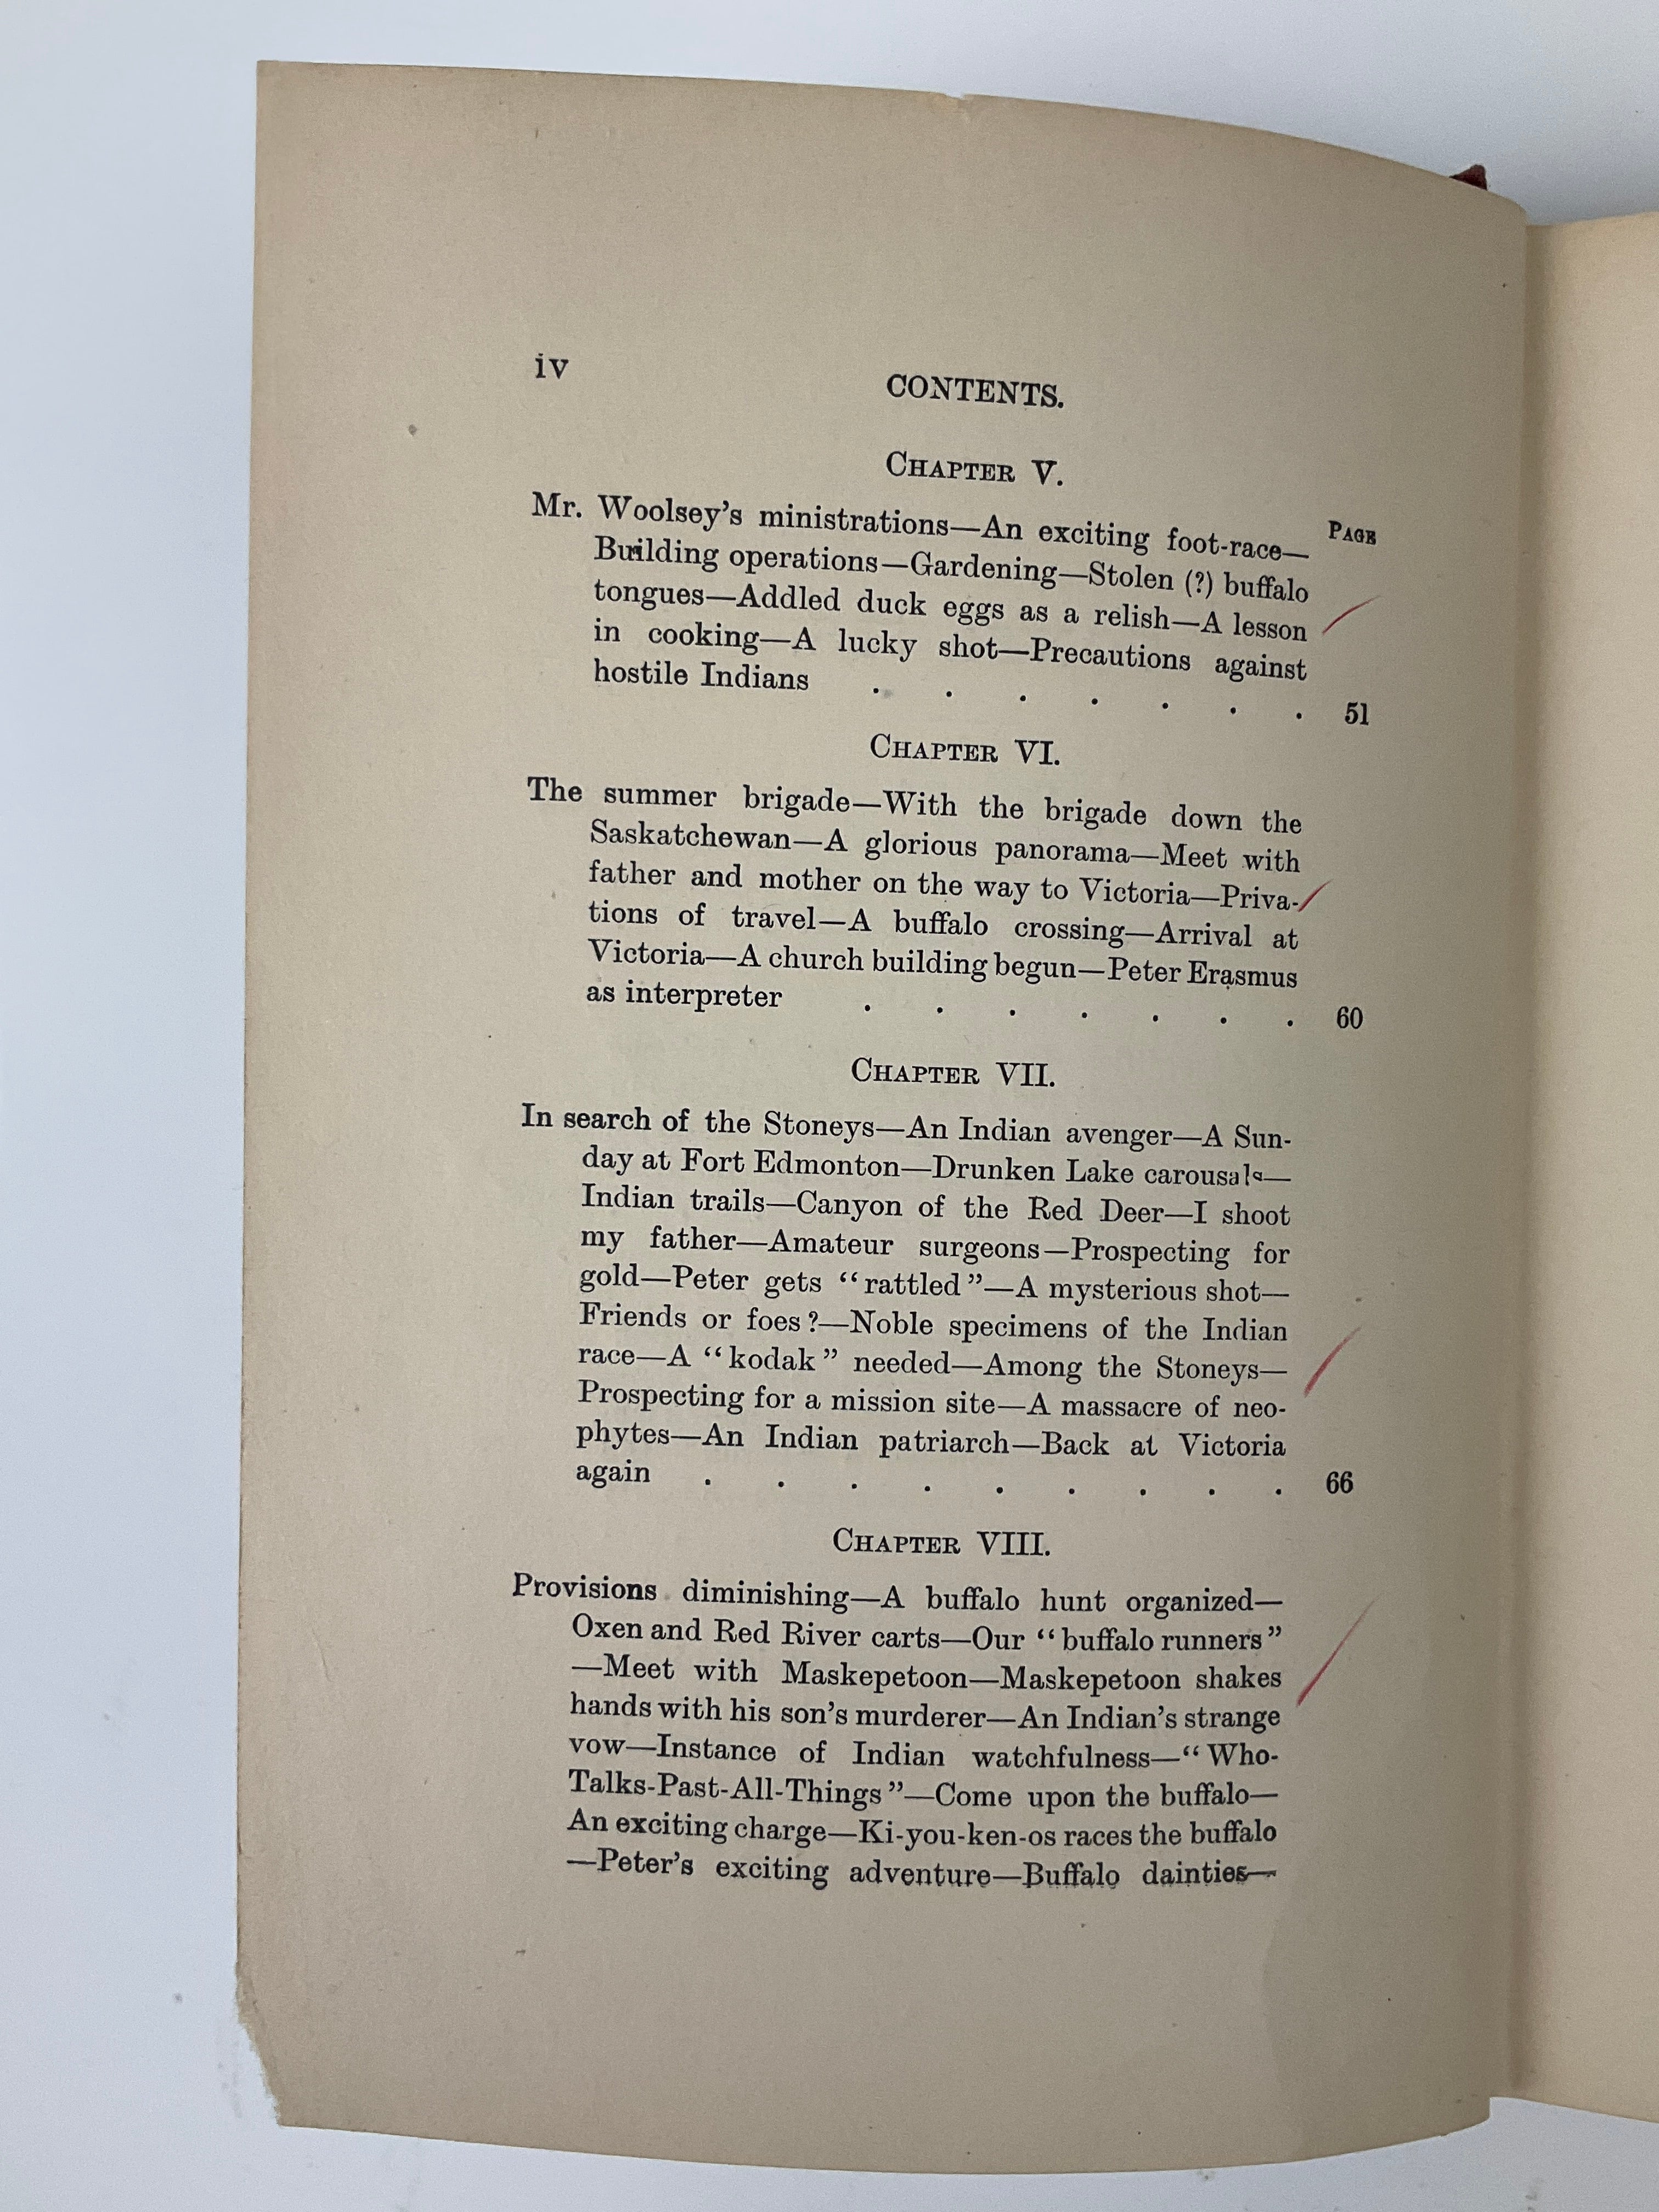 iv
CONTENTS.
CHAPTER V.
PAGE
Mr. Woolsey's ministrations—An exciting foot-race—
Building operations—Gardening—Stolen (?) buffalo
tongues—Addled duck eggs as a relish—A lesson
in cooking—A lucky shot—Precautions against
hostile Indians . . . . . . . 51
CHAPTER VI.
The summer brigade—With the brigade down the
Saskatchewan—A glorious panorama—Meet with
father and mother on the way to Victoria—Priva-
tions of travel—A buffalo crossing—Arrival at
Victoria—A church building begun—Peter Erasmus
as interpreter . . . . . . . 60
CHAPTER VII.
In search of the Stoneys—An Indian avenger—A Sun-
day at Fort Edmonton—Drunken Lake carousals—
Indian trails—Canyon of the Red Deer—I shoot
my father—Amateur surgeons—Prospecting for
gold—Peter gets "rattled"—A mysterious shot—
Friends or foes?—Noble specimens of the Indian
race—A "kodak" needed—Among the Stoneys—
Prospecting for a mission site—A massacre of neo-
phytes—An Indian patriarch—Back at Victoria
again . . . . . . . . . 66
CHAPTER VIII.
Provisions diminishing—A buffalo hunt organized—
Oxen and Red River carts—Our "buffalo runners"
—Meet with Maskepetoon—Maskepetoon shakes
hands with his son's murderer—An Indian's strange
vow—Instance of Indian watchfulness—"Who-
Talks-Past-All-Things"—Come upon the buffalo—
An exciting charge—Ki-you-ken-os races the buffalo
—Peter's exciting adventure—Buffalo dainties—